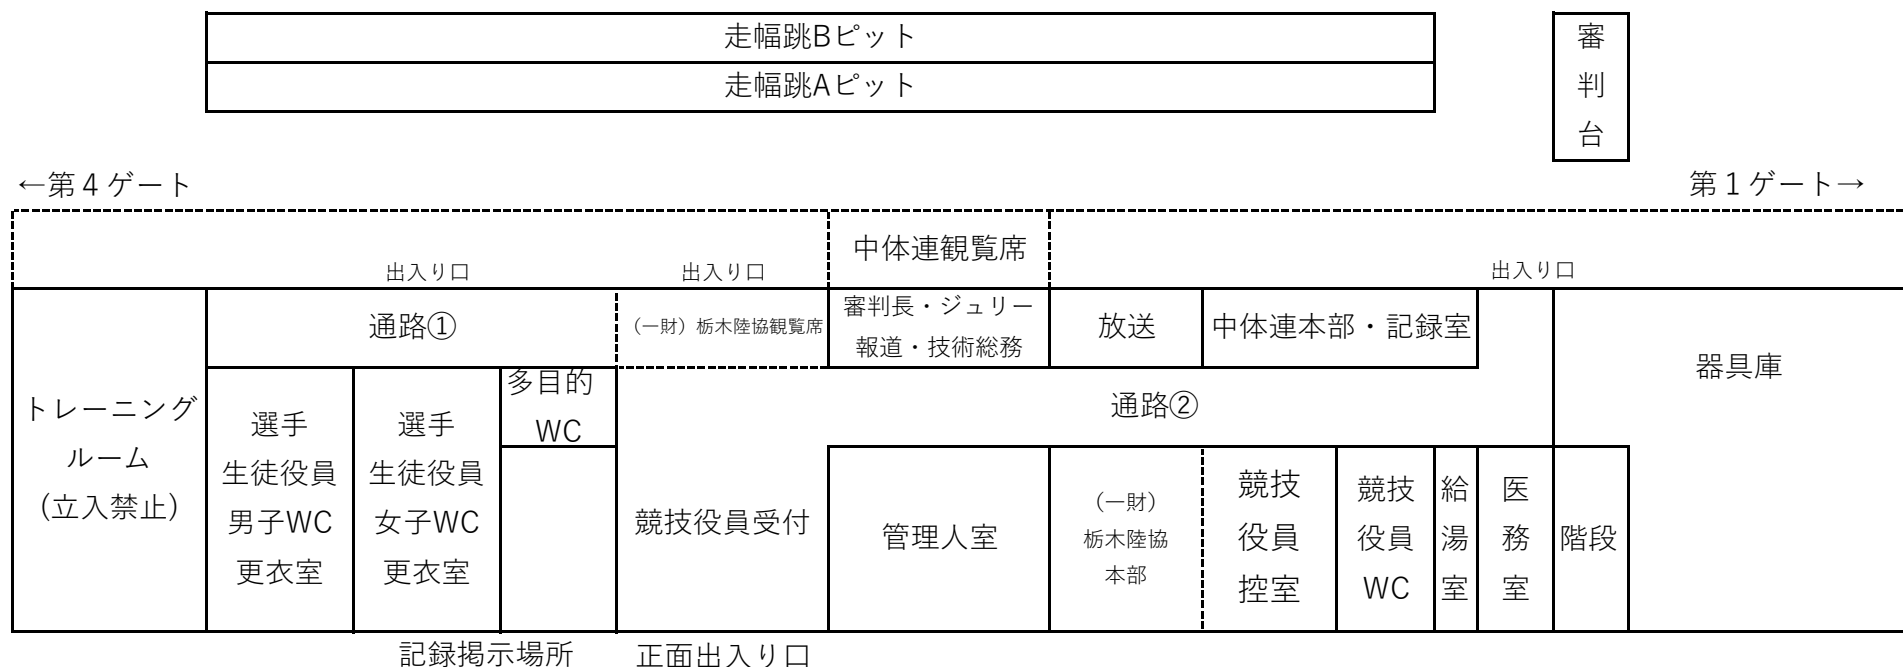 走幅跳Bピット
走幅跳Aピット
審
判
台
←第４ゲート
第１ゲート→
中体連観覧席
出入り口
出入り口
出入り口
通路①
（一財）栃木陸協観覧席
審判長・ジュリー
報道・技術総務
放送
中体連本部・記録室
器具庫
トレーニング
ルーム
(立入禁止)
選手
生徒役員
男子WC
更衣室
選手
生徒役員
女子WC
更衣室
多目的
WC
通路②
競技役員受付
管理人室
（一財）
栃木陸協
本部
競技
役員
控室
競技
役員
WC
給
湯
室
医
務
室
階段
記録掲示場所
正面出入り口